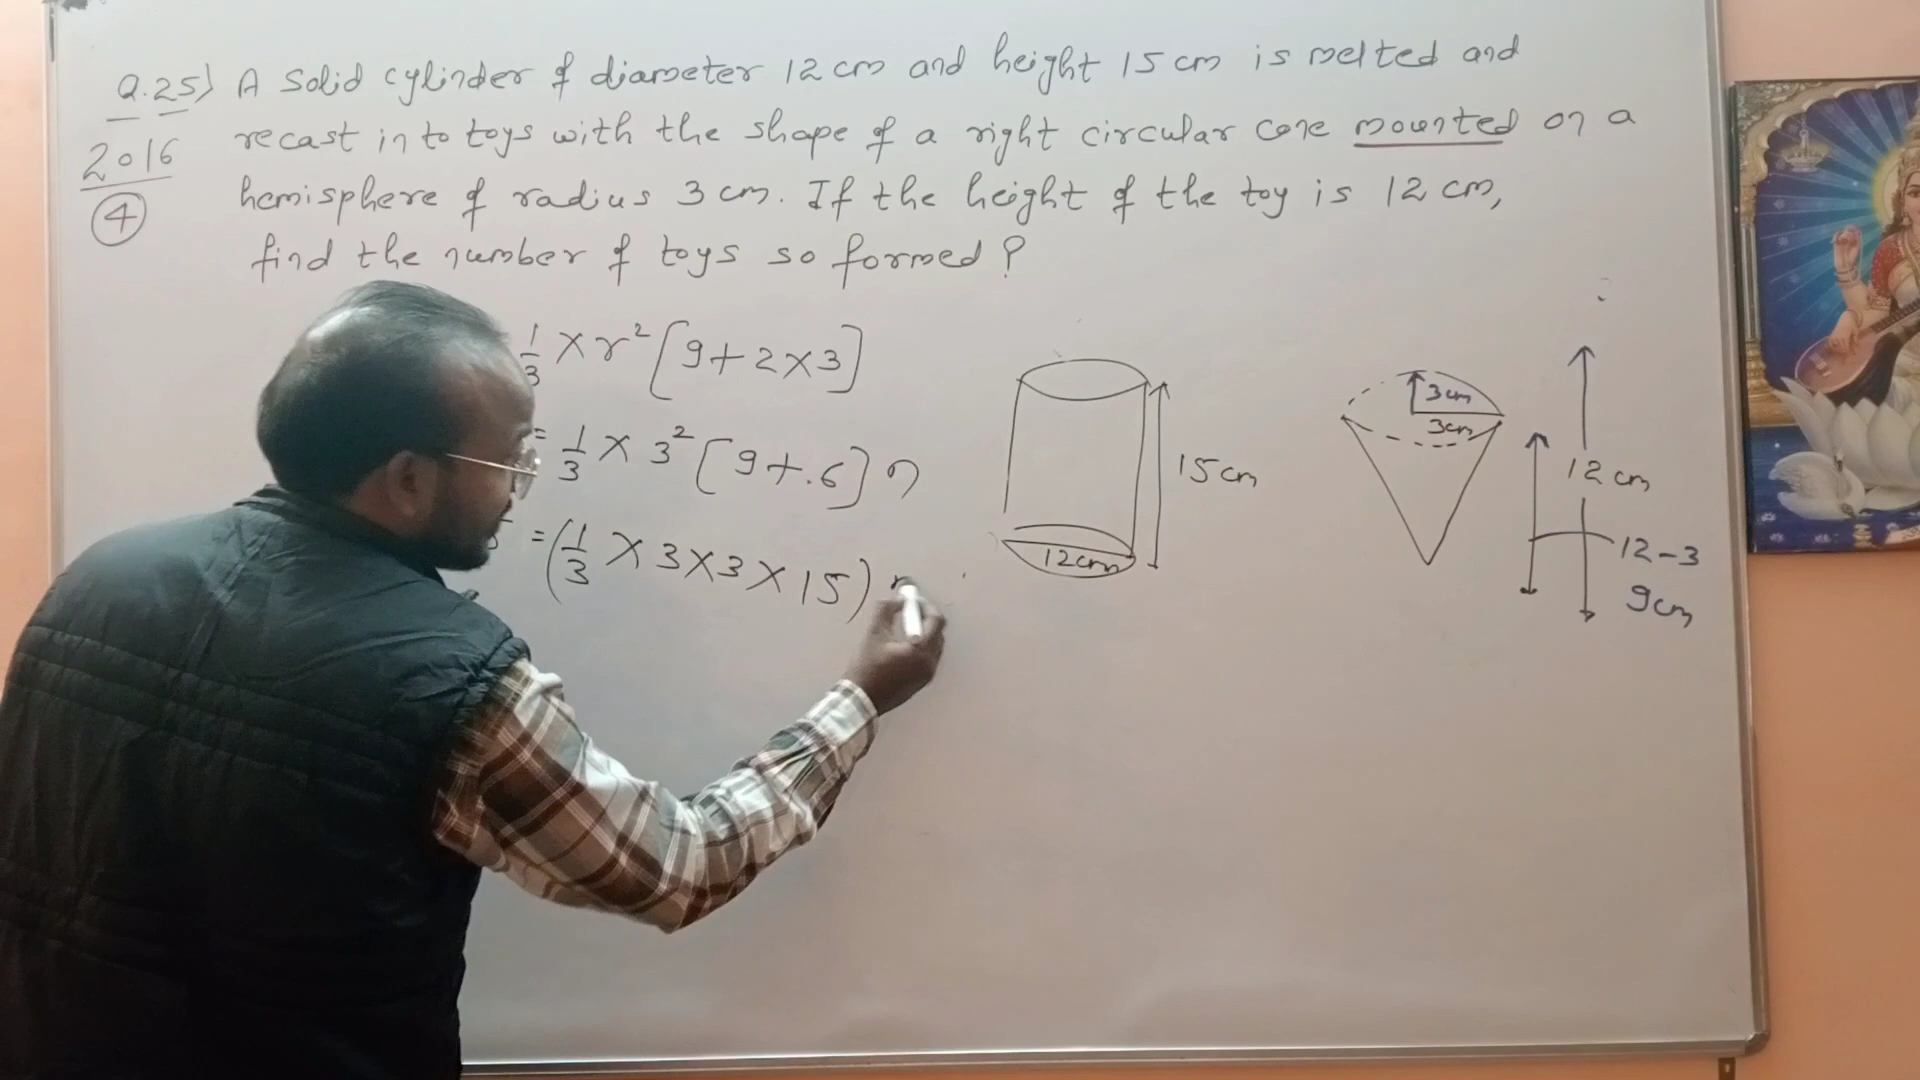 Q.25) A solid cylinder of diameter 12 cm and height 15 cm is melted and
2016 recast in to toys with the shape of a right circular cone mounted on a
4 hemisphere of radius 3 cm. If the height of the toy is 12 cm,
find the number of toys so formed?
1/3 × r² [9+2×3]
= 1/3 × 3² [9+.6] n
= (1/3 × 3×3×15)
15 cm
12cm
3cm
3cm
12 cm
12-3
9cm